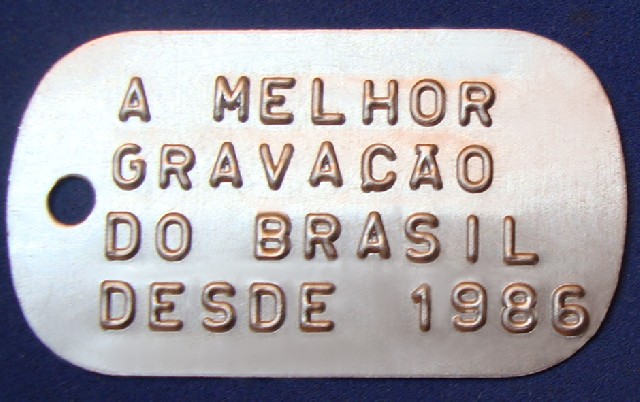 A MELHOR
GRAVAÇÃO
DO BRASIL
DESDE 1986